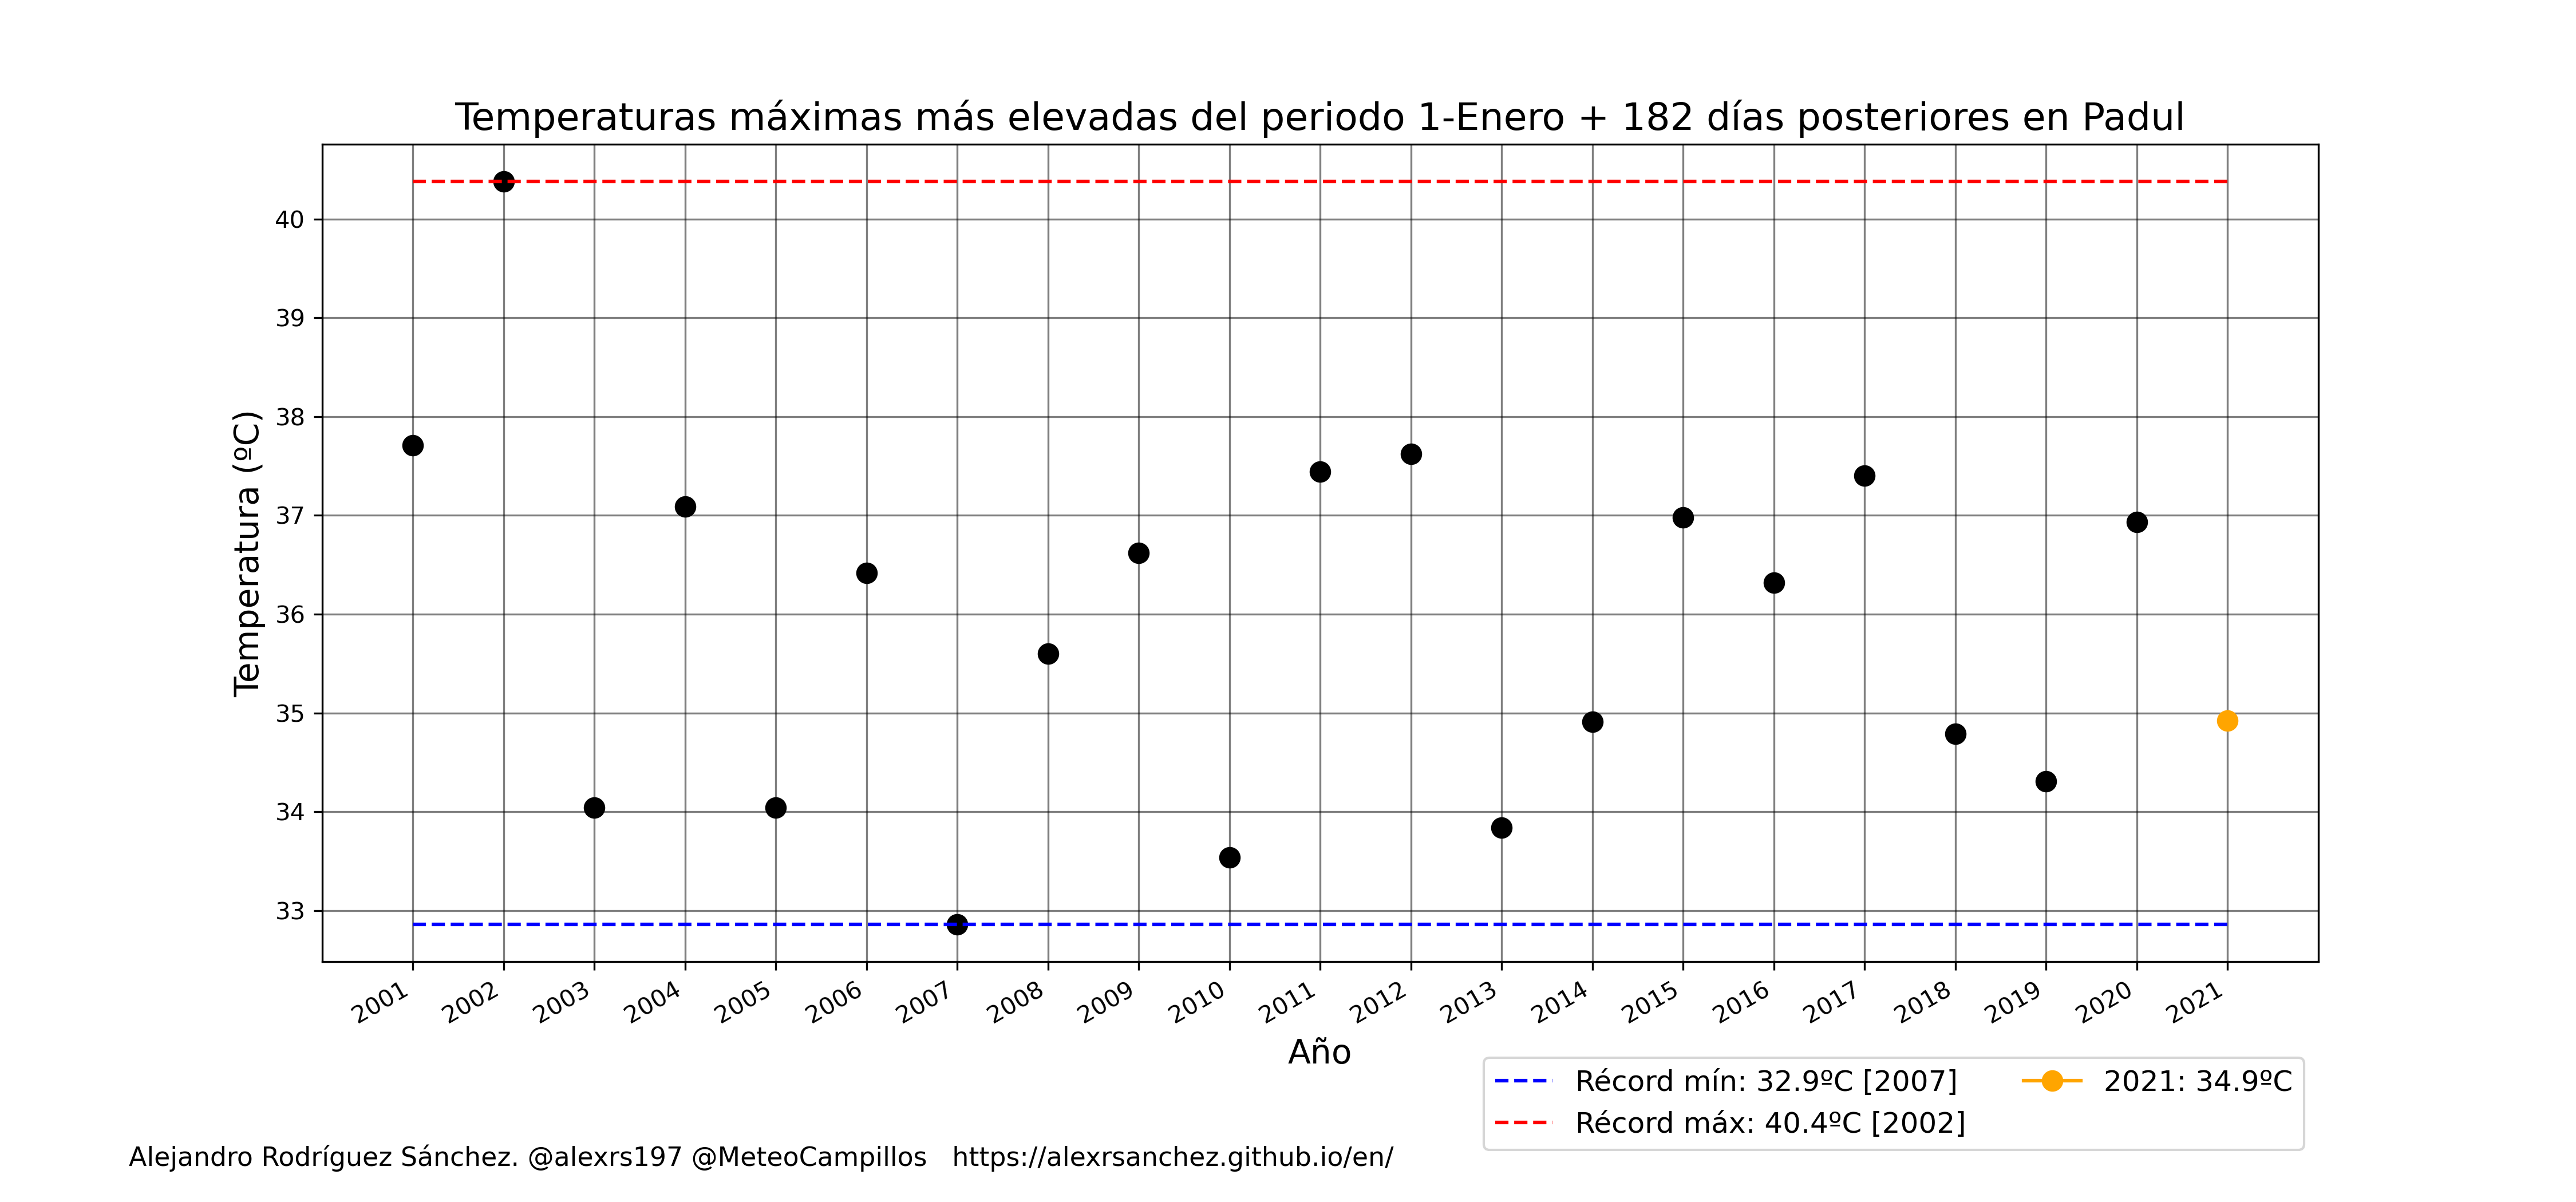 Temperaturas máximas más elevadas del periodo 1-Enero + 182 días posteriores en Padul
Temperatura (ºC)
40
39
38
37
36
35
34
33
2001 2002 2003 2004 2005 2006 2007 2008 2009 2010 2011 2012 2013 2014 2015 2016 2017 2018 2019 2020 2021
Año
Récord mín: 32.9ºC [2007]
Récord máx: 40.4ºC [2002]
2021: 34.9ºC
Alejandro Rodríguez Sánchez. @alexrs197 @MeteoCampillos https://alexrsanchez.github.io/en/